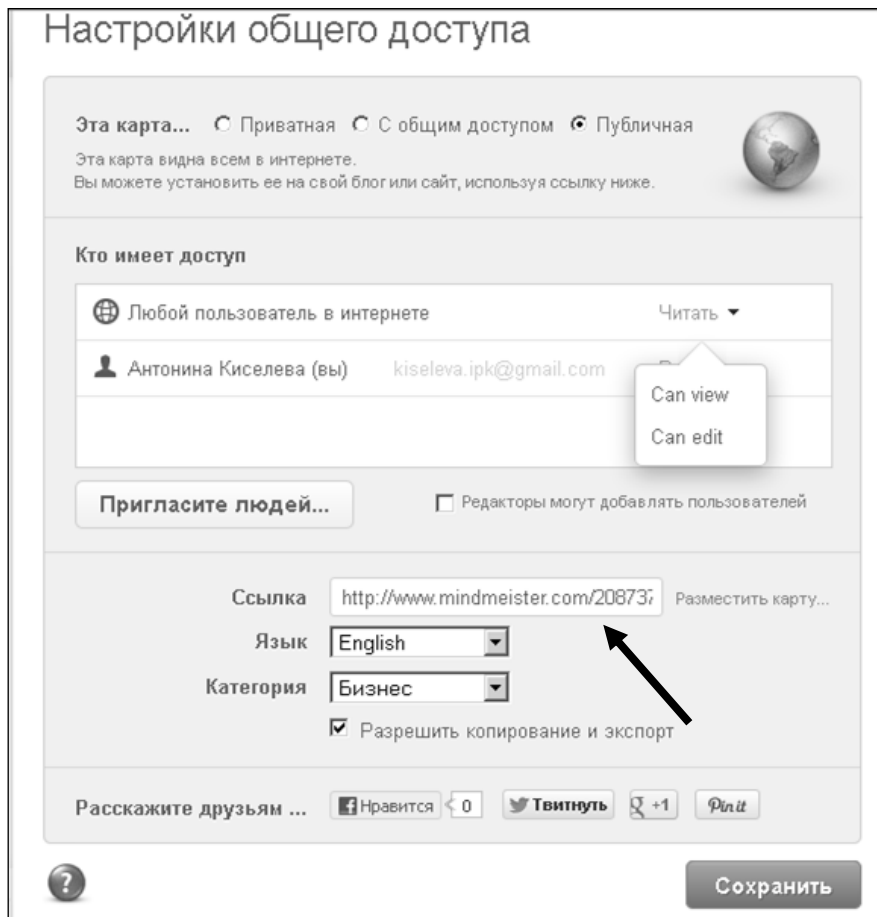 Настройки общего доступа
Эта карта... Приватная С общим доступом Публичная
Эта карта видна всем в интернете.
Вы можете установить ее на свой блог или сайт, используя ссылку ниже.
Кто имеет доступ
Любой пользователь в интернете Читать
Антонина Киселева (вы) kiseleva.ipk@gmail.com
Can view
Can edit
Пригласите людей... Редакторы могут добавлять пользователей
Ссылка http://www.mindmeister.com/208737 Разместить карту...
Язык English
Категория Бизнес
Разрешить копирование и экспорт
Расскажите друзьям ... Нравится 0 Твитнуть g +1 Pin it
? Сохранить